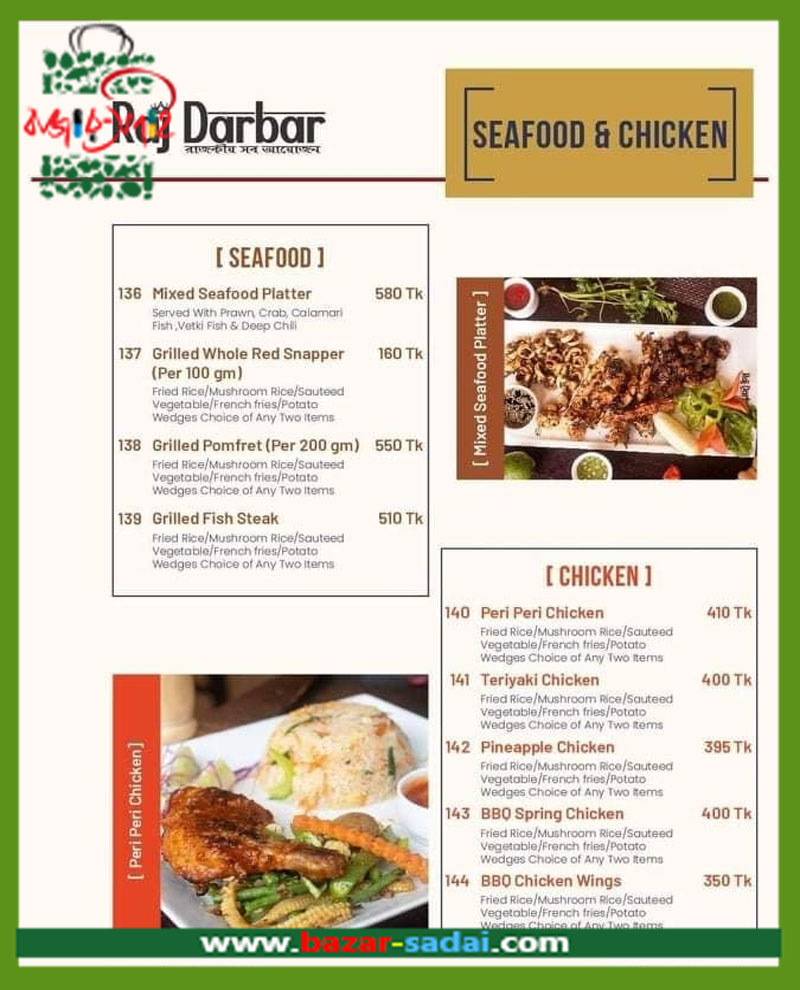 Raj Darbar
রাজকীয় সব আয়োজন
SEAFOOD & CHICKEN
[ SEAFOOD ]
136 Mixed Seafood Platter 580 Tk
Served With Prawn, Crab, Calamari
Fish ,Vetki Fish & Deep Chili
137 Grilled Whole Red Snapper 160 Tk
(Per 100 gm)
Fried Rice/Mushroom Rice/Sauteed
Vegetable/French fries/Potato
Wedges Choice of Any Two Items
138 Grilled Pomfret (Per 200 gm) 550 Tk
Fried Rice/Mushroom Rice/Sauteed
Vegetable/French fries/Potato
Wedges Choice of Any Two Items
139 Grilled Fish Steak 510 Tk
Fried Rice/Mushroom Rice/Sauteed
Vegetable/French fries/Potato
Wedges Choice of Any Two Items
[ Mixed Seafood Platter ]
[ CHICKEN ]
140 Peri Peri Chicken 410 Tk
Fried Rice/Mushroom Rice/Sauteed
Vegetable/French fries/Potato
Wedges Choice of Any Two Items
141 Teriyaki Chicken 400 Tk
Fried Rice/Mushroom Rice/Sauteed
Vegetable/French fries/Potato
Wedges Choice of Any Two Items
142 Pineapple Chicken 395 Tk
Fried Rice/Mushroom Rice/Sauteed
Vegetable/French fries/Potato
Wedges Choice of Any Two Items
143 BBQ Spring Chicken 400 Tk
Fried Rice/Mushroom Rice/Sauteed
Vegetable/French fries/Potato
Wedges Choice of Any Two Items
144 BBQ Chicken Wings 350 Tk
Fried Rice/Mushroom Rice/Sauteed
Vegetable/French fries/Potato
Wedges Choice of Any Two Items
[ Peri Peri Chicken]
www.bazar-sadai.com